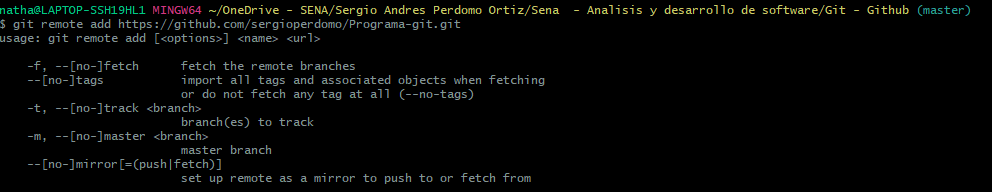 natha@LAPTOP-SSH19HL1 MINGW64 ~/OneDrive - SENA/Sergio Andres Perdomo Ortiz/Sena  - Analisis y desarrollo de software/Git - Github (master)
$ git remote add https://github.com/sergioperdomo/Programa-git.git
usage: git remote add [<options>] <name> <url>

    -f, --[no-]fetch      fetch the remote branches
    --[no-]tags           import all tags and associated objects when fetching
                          or do not fetch any tag at all (--no-tags)
    -t, --[no-]track <branch>
                          branch(es) to track
    -m, --[no-]master <branch>
                          master branch
    --[no-]mirror[=(push|fetch)]
                          set up remote as a mirror to push to or fetch from